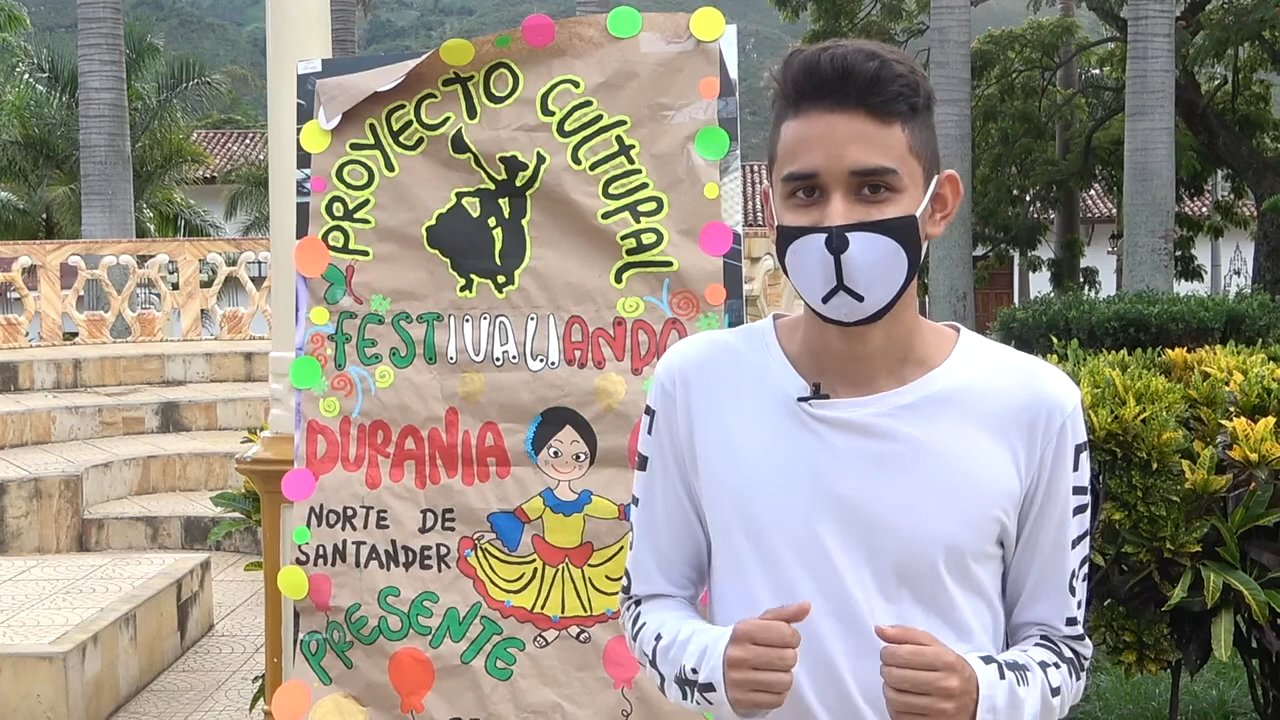 PROYECTO CULTURAL
FESTIVALIANDO
DURANIA
NORTE DE
SANTANDER
PRESENTE